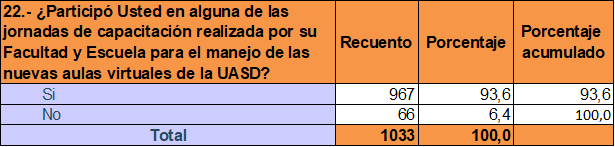 22.- ¿Participó Usted en alguna de las
jornadas de capacitación realizada por su
Facultad y Escuela para el manejo de las
nuevas aulas virtuales de la UASD?
Recuento
Porcentaje
Porcentaje
acumulado
Si 967 93,6 93,6
No 66 6,4 100,0
Total 1033 100,0